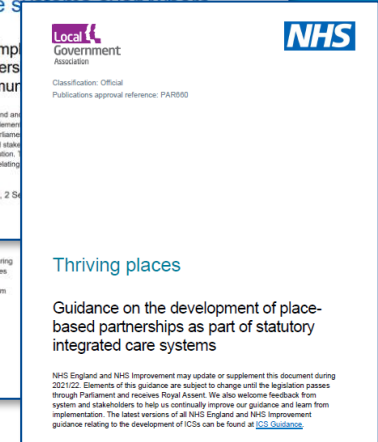 Local
Government
Association
NHS
Classification: Official
Publications approval reference: PAR660
Thriving places
Guidance on the development of place-
based partnerships as part of statutory
integrated care systems
NHS England and NHS Improvement may update or supplement this document during
2021/22. Elements of this guidance are subject to change until the legislation passes
through Parliament and receives Royal Assent. We also welcome feedback from
system and stakeholders to help us continually improve our guidance and learn from
implementation. The latest versions of all NHS England and NHS Improvement
guidance relating to the development of ICSs can be found at ICS Guidance.